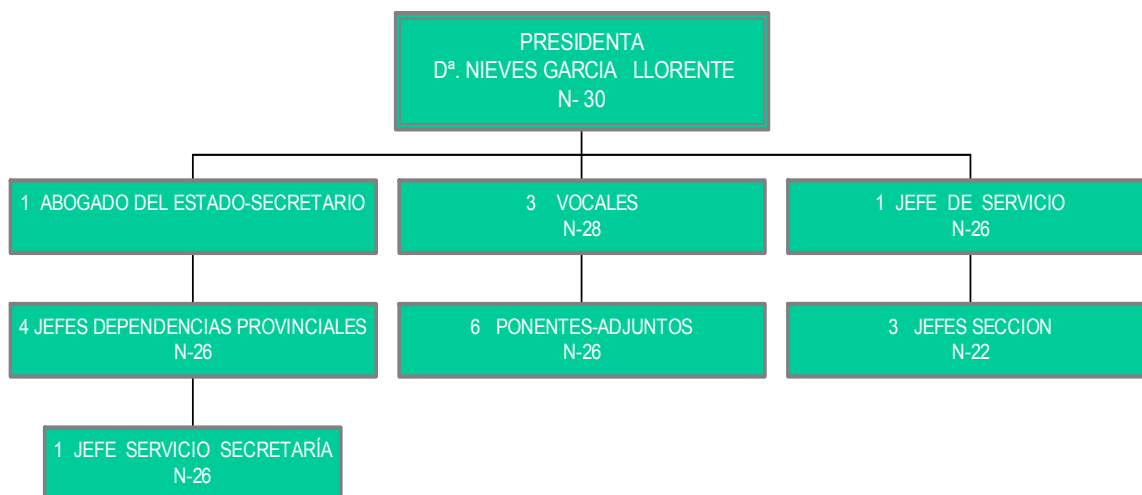 PRESIDENTA
Dª. NIEVES GARCIA LLORENTE
N- 30
1 ABOGADO DEL ESTADO-SECRETARIO
3 VOCALES
N-28
1 JEFE DE SERVICIO
N-26
4 JEFES DEPENDENCIAS PROVINCIALES
N-26
6 PONENTES-ADJUNTOS
N-26
3 JEFES SECCION
N-22
1 JEFE SERVICIO SECRETARÍA
N-26